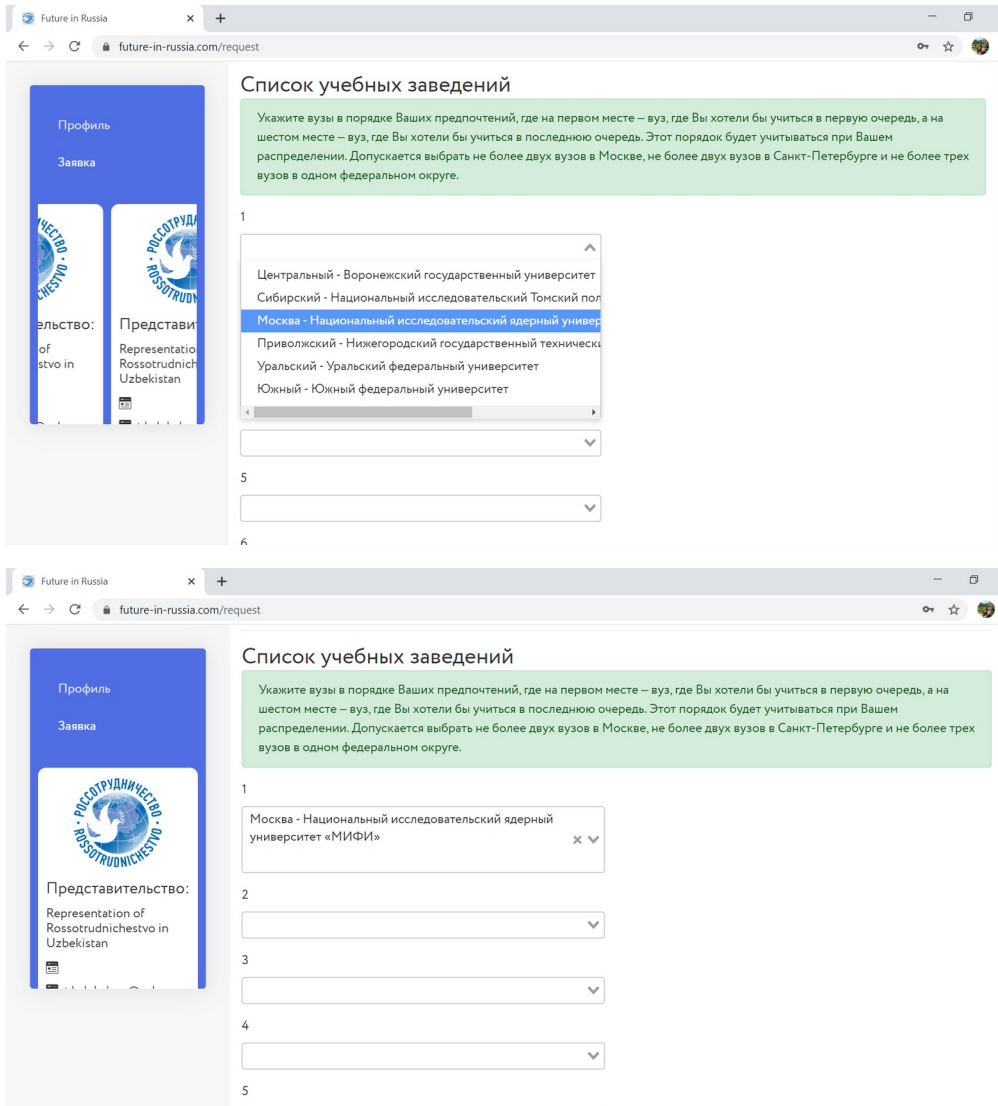 Future in Russia
future-in-russia.com/request
Профиль
Заявка
РОССОТРУДНИЧЕСТВО
ROSSOTRUDNICHESTVO
Representation of
stvo in
Representatio
Rossotrudnich
Uzbekistan
Список учебных заведений
Укажите вузы в порядке Ваших предпочтений, где на первом месте – вуз, где Вы хотели бы учиться в первую очередь, а на
шестом месте – вуз, где Вы хотели бы учиться в последнюю очередь. Этот порядок будет учитываться при Вашем
распределении. Допускается выбрать не более двух вузов в Москве, не более двух вузов в Санкт-Петербурге и не более трех
вузов в одном федеральном округе.
1
Центральный - Воронежский государственный университет
Сибирский - Национальный исследовательский Томский пол
Москва - Национальный исследовательский ядерный универ
Приволжский - Нижегородский государственный технически
Уральский - Уральский федеральный университет
Южный - Южный федеральный университет
5
6
Future in Russia
future-in-russia.com/request
Профиль
Заявка
РОССОТРУДНИЧЕСТВО
ROSSOTRUDNICHESTVO
Представительство:
Representation of
Rossotrudnichestvo in
Uzbekistan
Список учебных заведений
Укажите вузы в порядке Ваших предпочтений, где на первом месте – вуз, где Вы хотели бы учиться в первую очередь, а на
шестом месте – вуз, где Вы хотели бы учиться в последнюю очередь. Этот порядок будет учитываться при Вашем
распределении. Допускается выбрать не более двух вузов в Москве, не более двух вузов в Санкт-Петербурге и не более трех
вузов в одном федеральном округе.
1
Москва - Национальный исследовательский ядерный
университет «МИФИ»
2
3
4
5